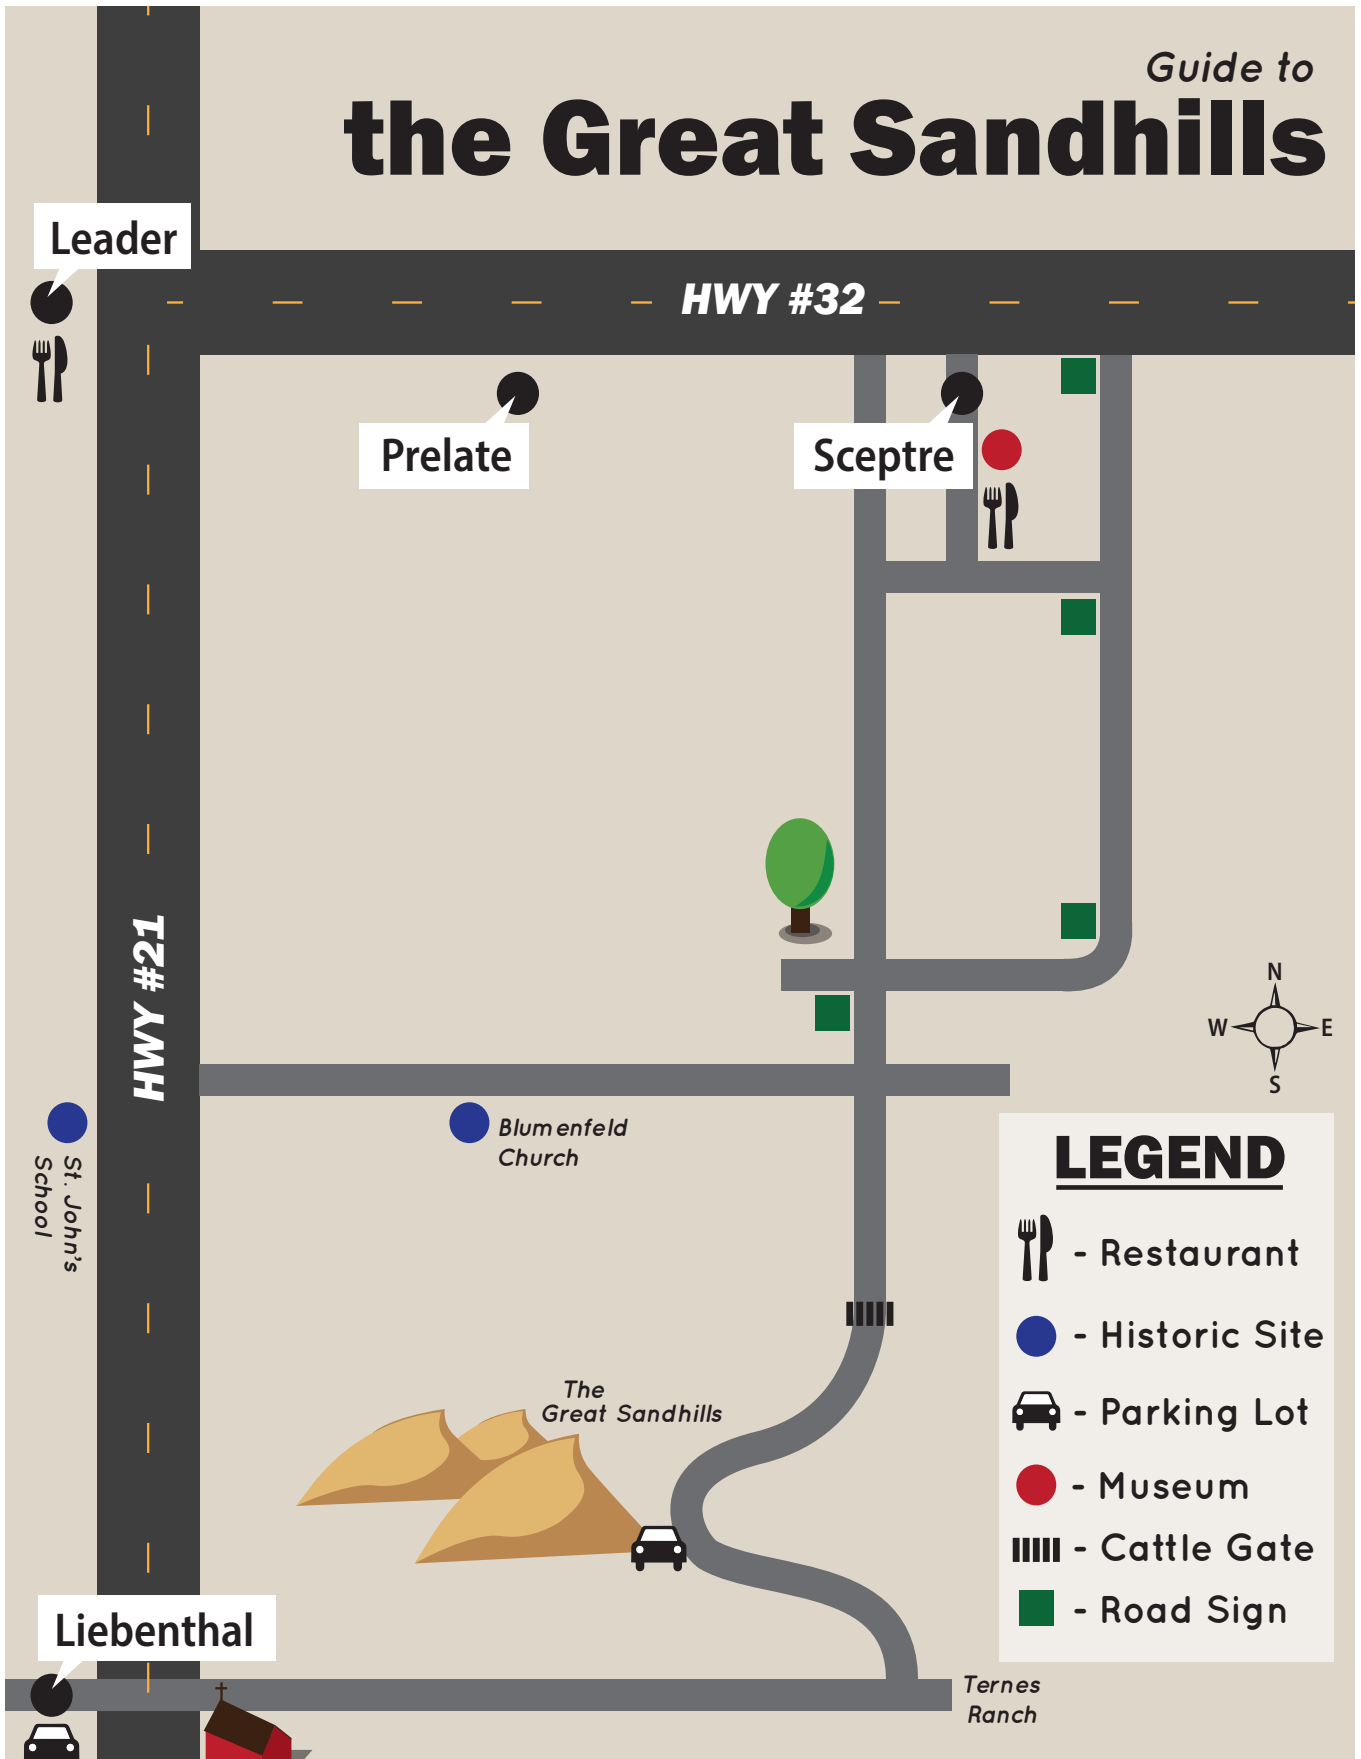 Guide to
the Great Sandhills
Leader
HWY #32
Prelate
Sceptre
HWY #21
N
W
E
S
St. John's
School
Blumenfeld
Church
LEGEND
- Restaurant
- Historic Site
- Parking Lot
- Museum
- Cattle Gate
- Road Sign
The
Great Sandhills
Liebenthal
Ternes
Ranch